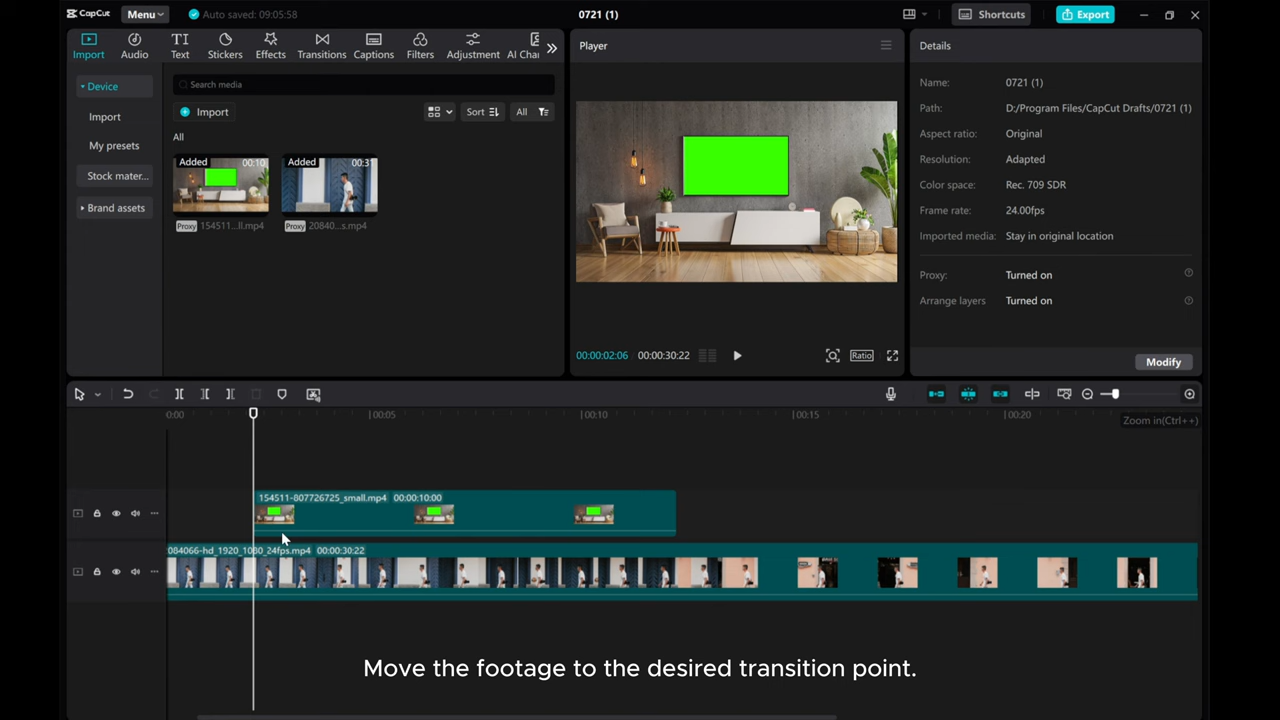 CapCut
Menu
Auto saved: 09:05:58
0721 (1)
Shortcuts
Export
Import
Audio
Text
Stickers
Effects
Transitions
Captions
Filters
Adjustment
AI Char
Player
Details
Device
Import
My presets
Stock mater...
Brand assets
Search media
Import
Sort
All
All
Added
00:10
Added
00:31
Proxy
154511...ll.mp4
Proxy
20840...s.mp4
Name:
0721 (1)
Path:
D:/Program Files/CapCut Drafts/0721 (1)
Aspect ratio:
Original
Resolution:
Adapted
Color space:
Rec. 709 SDR
Frame rate:
24.00fps
Imported media:
Stay in original location
Proxy:
Turned on
Arrange layers
Turned on
Modify
00:00:02:06
00:00:30:22
Ratio
0:00
00:05
00:10
00:15
00:20
Zoom in(Ctrl++)
154511-807726725_small.mp4 00:00:10:00
084066-hd_1920_1080_24fps.mp4 00:00:30:22
Move the footage to the desired transition point.